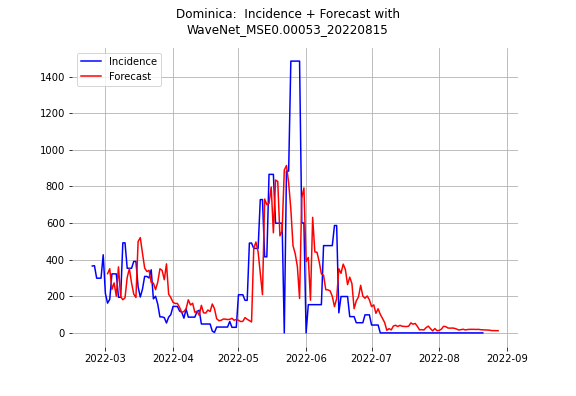 Dominica:  Incidence + Forecast with
WaveNet_MSE0.00053_20220815
Incidence
Forecast
1400
1200
1000
800
600
400
200
0
2022-03 2022-04 2022-05 2022-06 2022-07 2022-08 2022-09